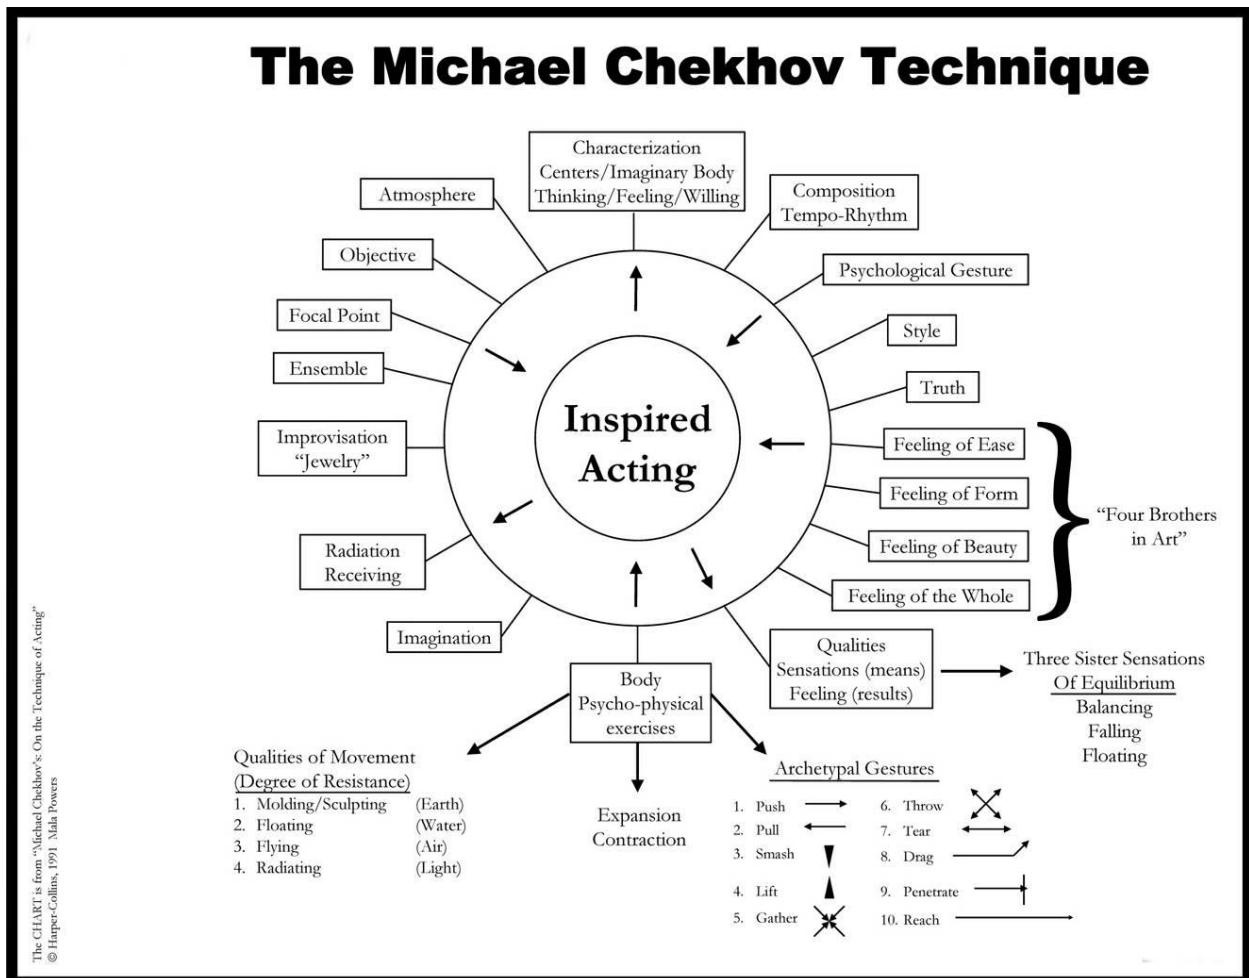 The Michael Chekhov Technique
Characterization
Centers/Imaginary Body
Thinking/Feeling/Willing
Composition
Tempo-Rhythm
Psychological Gesture
Style
Truth
Feeling of Ease
Feeling of Form
Feeling of Beauty
Feeling of the Whole
“Four Brothers
in Art”
Qualities
Sensations (means)
Feeling (results)
Three Sister Sensations
Of Equilibrium
Balancing
Falling
Floating
Body
Psycho-physical
exercises
Imagination
Radiation
Receiving
Improvisation
“Jewelry”
Ensemble
Focal Point
Objective
Atmosphere
Inspired
Acting
Qualities of Movement
(Degree of Resistance)
1. Molding/Sculpting (Earth)
2. Floating (Water)
3. Flying (Air)
4. Radiating (Light)
Expansion
Contraction
Archetypal Gestures
1. Push
2. Pull
3. Smash
4. Lift
5. Gather
6. Throw
7. Tear
8. Drag
9. Penetrate
10. Reach
The CHART is from “Michael Chekhov's: On the Technique of Acting”
© Harper-Collins, 1991 Mala Powers